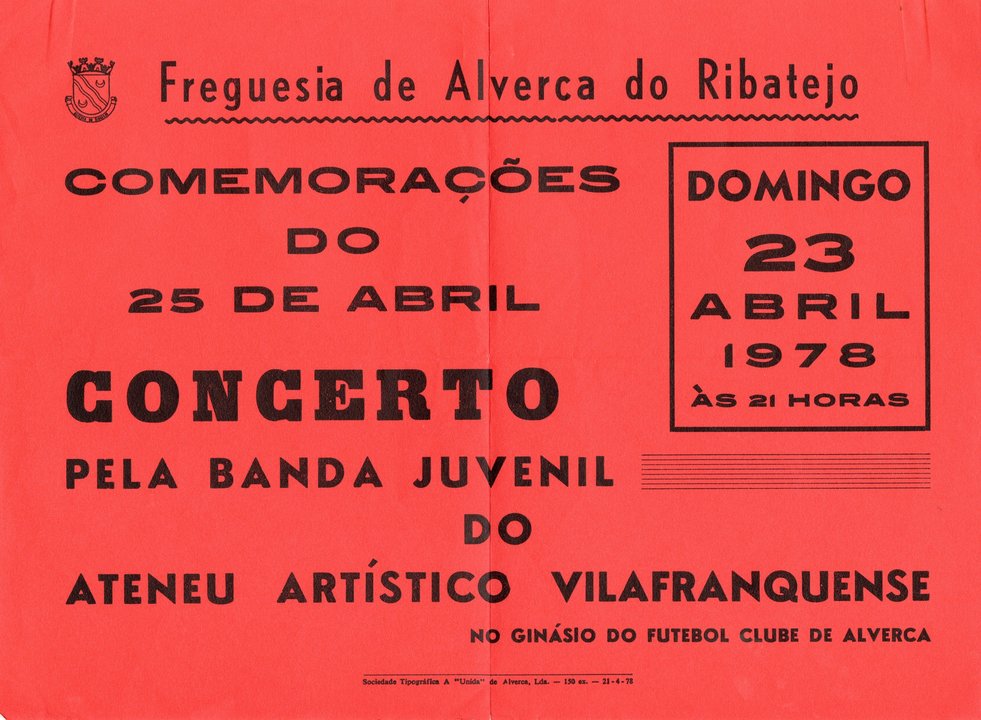 Freguesia de Alverca do Ribatejo
COMEMORAÇÕES
DO
25 DE ABRIL
DOMINGO
23
ABRIL
1978
ÀS 21 HORAS
CONCERTO
PELA BANDA JUVENIL
DO
ATENEU ARTÍSTICO VILAFRANQUENSE
NO GINÁSIO DO FUTEBOL CLUBE DE ALVERCA
Sociedade Tipográfica A "Unida" de Alverca, Lda. — 150 ex. — 21-4-78